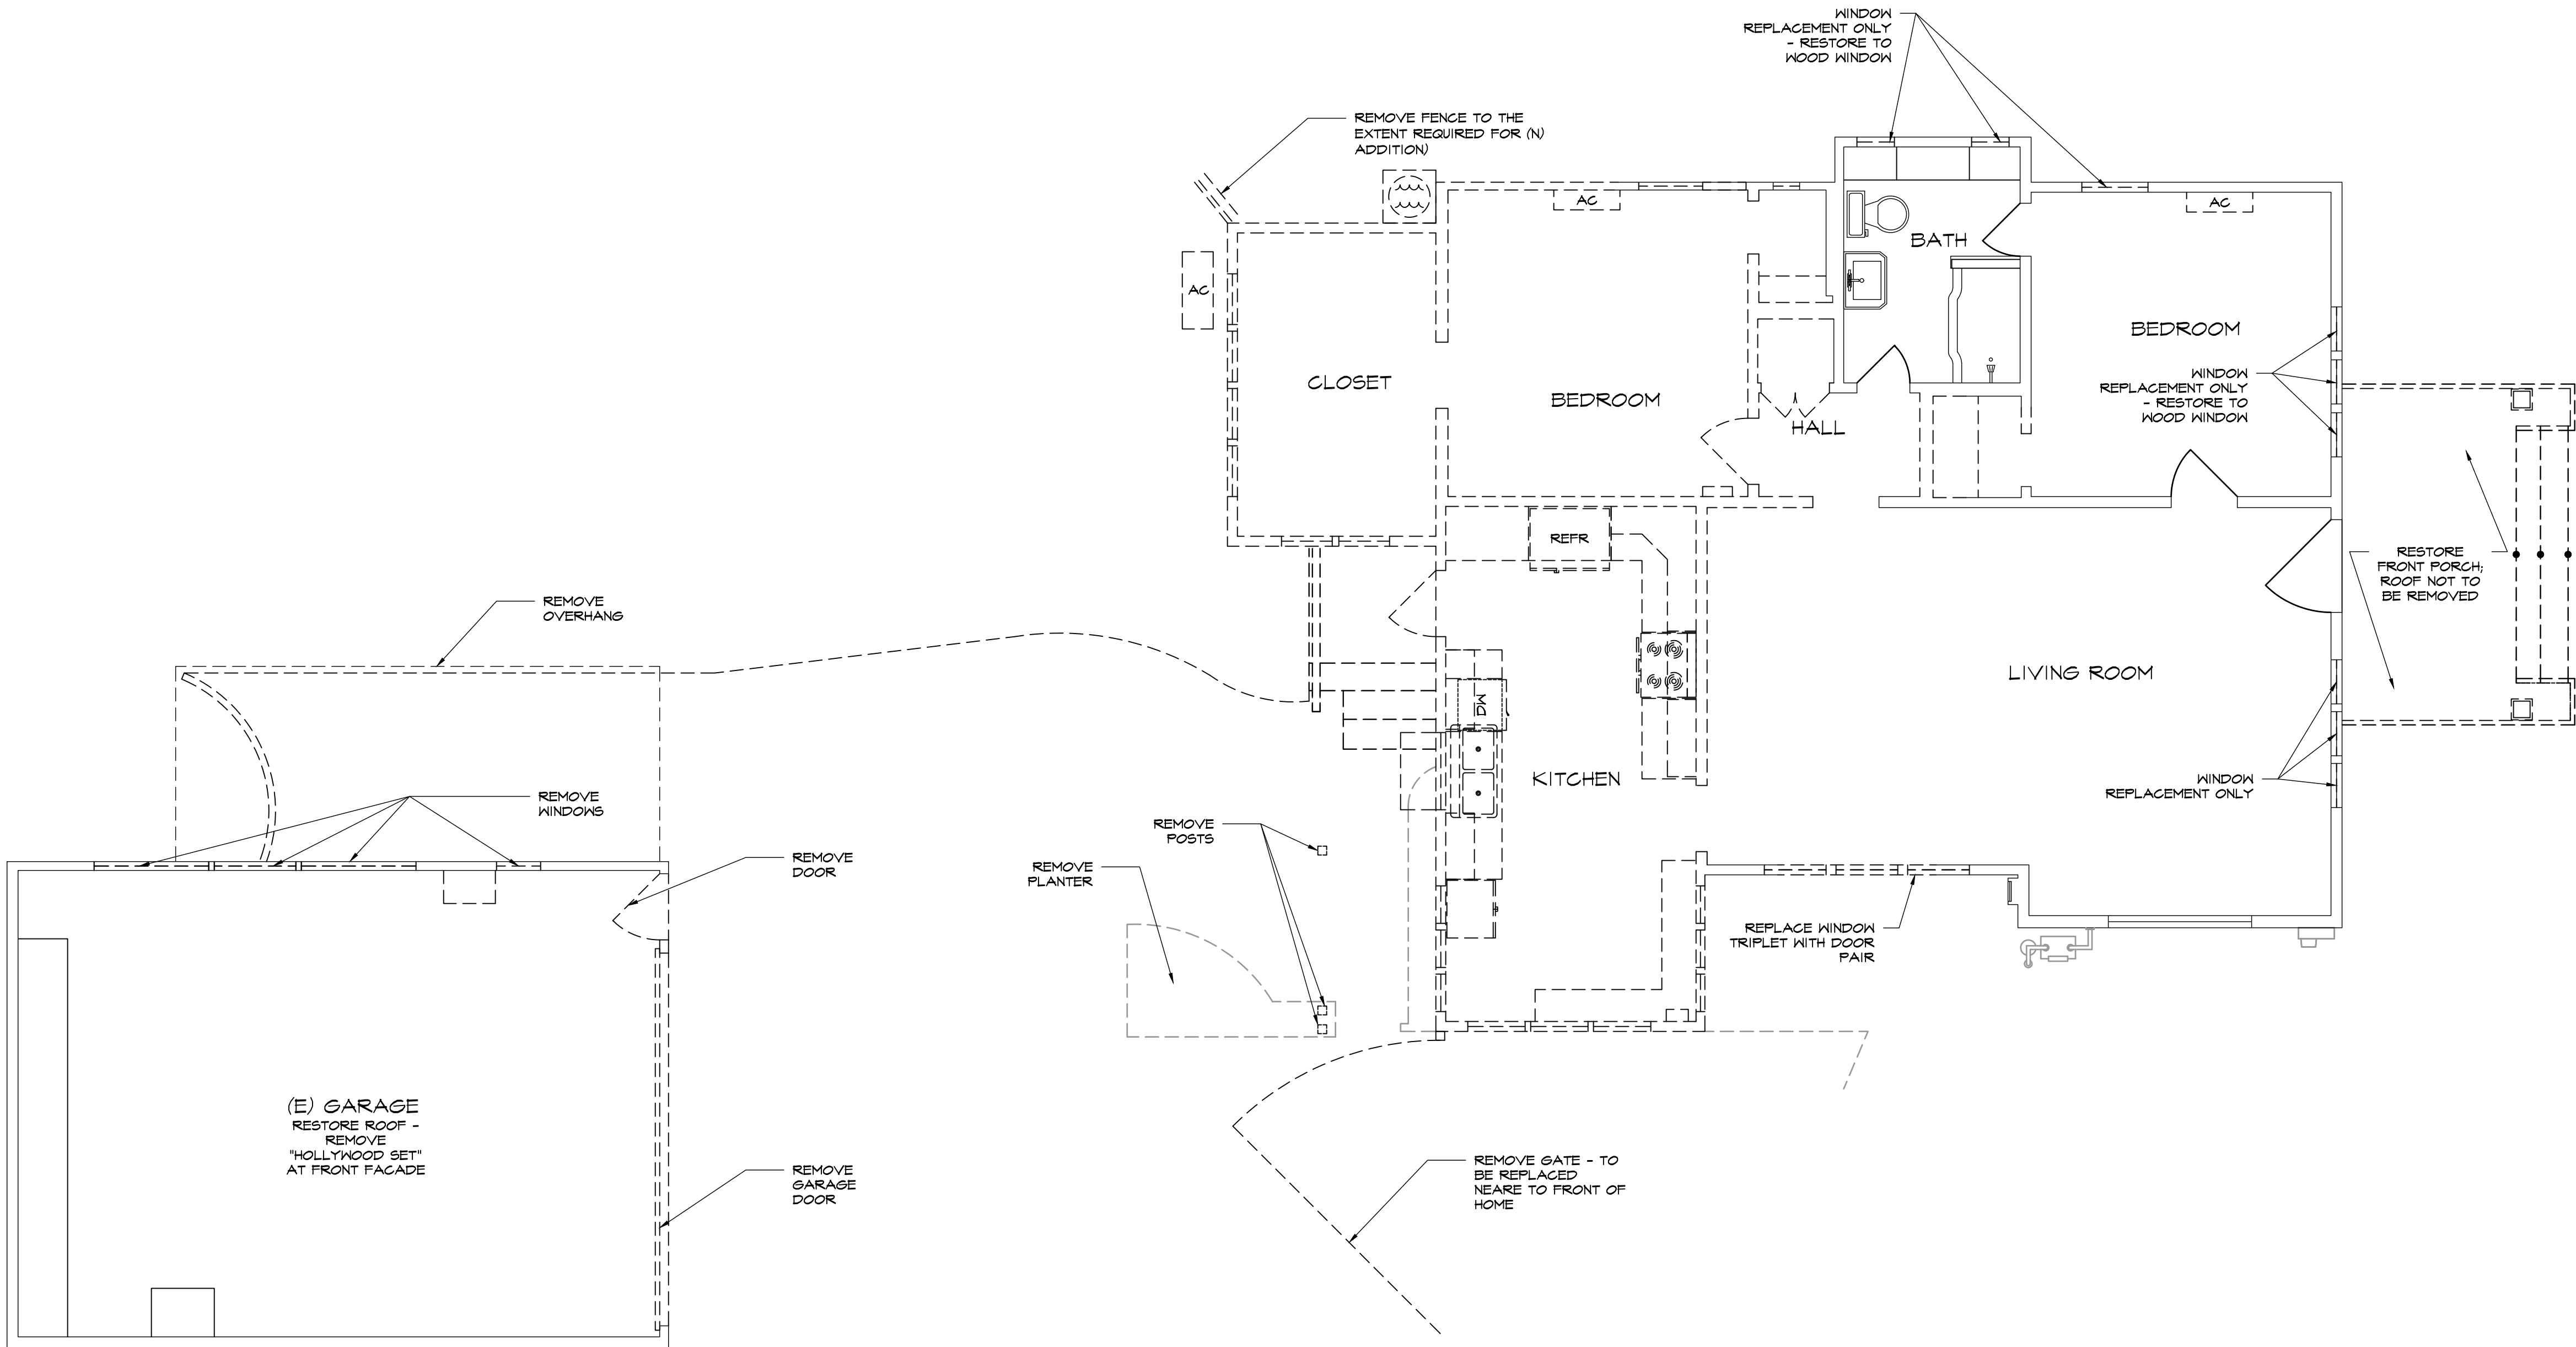 WINDOW
REPLACEMENT ONLY
- RESTORE TO
WOOD WINDOW
REMOVE FENCE TO THE
EXTENT REQUIRED FOR (N)
ADDITION)
AC
AC
BATH
AC
BEDROOM
CLOSET
BEDROOM
HALL
WINDOW
REPLACEMENT ONLY
- RESTORE TO
WOOD WINDOW
REFR
RESTORE
FRONT PORCH;
ROOF NOT TO
BE REMOVED
REMOVE
OVERHANG
LIVING ROOM
DW
KITCHEN
WINDOW
REPLACEMENT ONLY
REMOVE
WINDOWS
REMOVE
POSTS
REMOVE
DOOR
REMOVE
PLANTER
REPLACE WINDOW
TRIPLET WITH DOOR
PAIR
(E) GARAGE
RESTORE ROOF -
REMOVE
"HOLLYWOOD SET"
AT FRONT FACADE
REMOVE
GARAGE
DOOR
REMOVE GATE - TO
BE REPLACED
NEARE TO FRONT OF
HOME